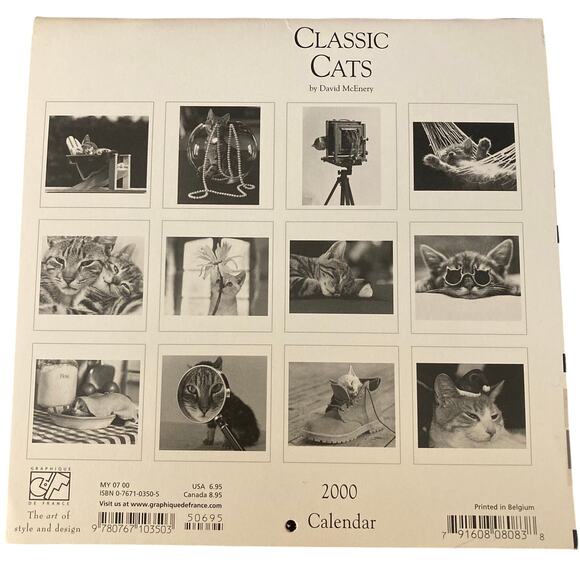 CLASSIC
CATS
by David McEnery
GRAPHIQUE
DE FRANCE
The art of
style and design
MY 07 00
ISBN 0-7671-0350-5
USA 6.95
Canada 8.95
Visit us at www.graphiquedefrance.com
50695
9 780767 103503
2000
Calendar
Printed in Belgium
7 91608 08083 8